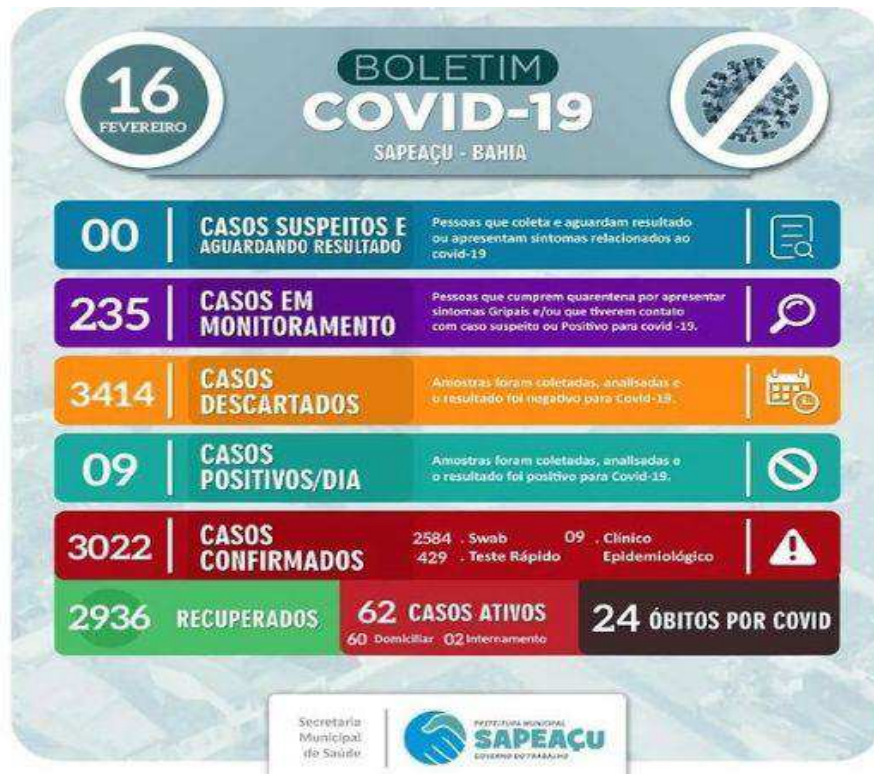 16
FEVEREIRO
BOLETIM
COVID-19
SAPEAÇU - BAHIA
00
CASOS SUSPEITOS E
AGUARDANDO RESULTADO
Pessoas que coleta e aguardam resultado
ou apresentam sintomas relacionados ao
covid-19
235
CASOS EM
MONITORAMENTO
Pessoas que cumprem quarentena por apresentar
sintomas Gripais e/ou que tiverem contato
com caso suspeito ou Positivo para covid -19.
3414
CASOS
DESCARTADOS
Amostras foram coletadas, analisadas e
o resultado foi negativo para Covid-19.
09
CASOS
POSITIVOS/DIA
Amostras foram coletadas, analisadas e
o resultado foi positivo para Covid-19.
3022
CASOS
CONFIRMADOS
2584 . Swab
429 . Teste Rápido
09 . Clínico
Epidemiológico
2936 RECUPERADOS
62 CASOS ATIVOS
60 Domiciliar 02 Internamento
24 ÓBITOS POR COVID
Secretaria
Municipal
de Saúde
PREFEITURA MUNICIPAL
SAPEAÇU
GOVERNO DO TRABALHO